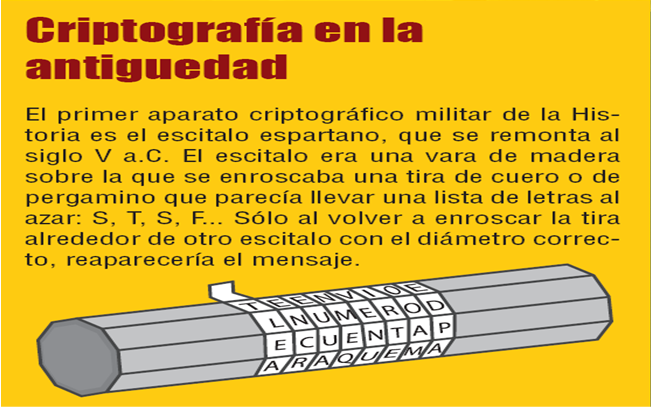 Criptografía en la
antiguedad
El primer aparato criptográfico militar de la His-
toria es el escitalo espartano, que se remonta al
siglo V a.C. El escitalo era una vara de madera
sobre la que se enroscaba una tira de cuero o de
pergamino que parecía llevar una lista de letras al
azar: S, T, S, F... Sólo al volver a enroscar la tira
alrededor de otro escitalo con el diámetro correc-
to, reaparecería el mensaje.
TEENVIOE
LNUMEROD
ECUENTAP
ARAQUEMA